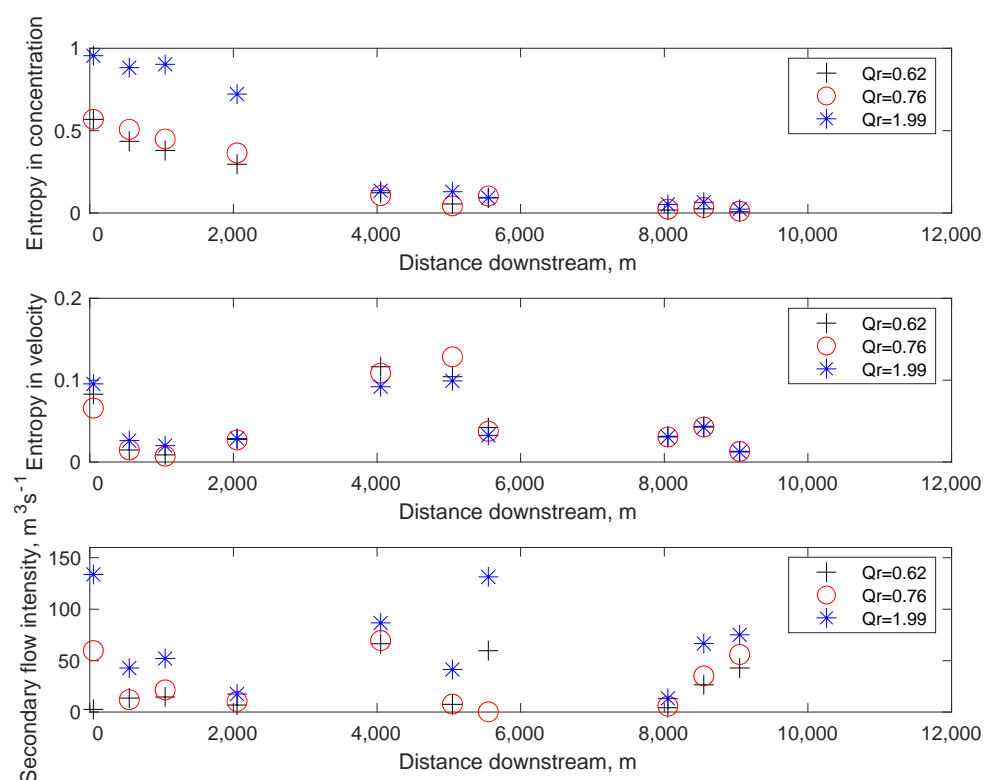 Entropy in concentration
1
0.5
0
0
2,000
4,000
6,000
8,000
10,000
12,000
Distance downstream, m
Qr=0.62
Qr=0.76
Qr=1.99
Entropy in velocity
0.2
0.1
0
0
2,000
4,000
6,000
8,000
10,000
12,000
Distance downstream, m
Qr=0.62
Qr=0.76
Qr=1.99
Secondary flow intensity, m³s⁻¹
150
100
50
0
0
2,000
4,000
6,000
8,000
10,000
12,000
Distance downstream, m
Qr=0.62
Qr=0.76
Qr=1.99